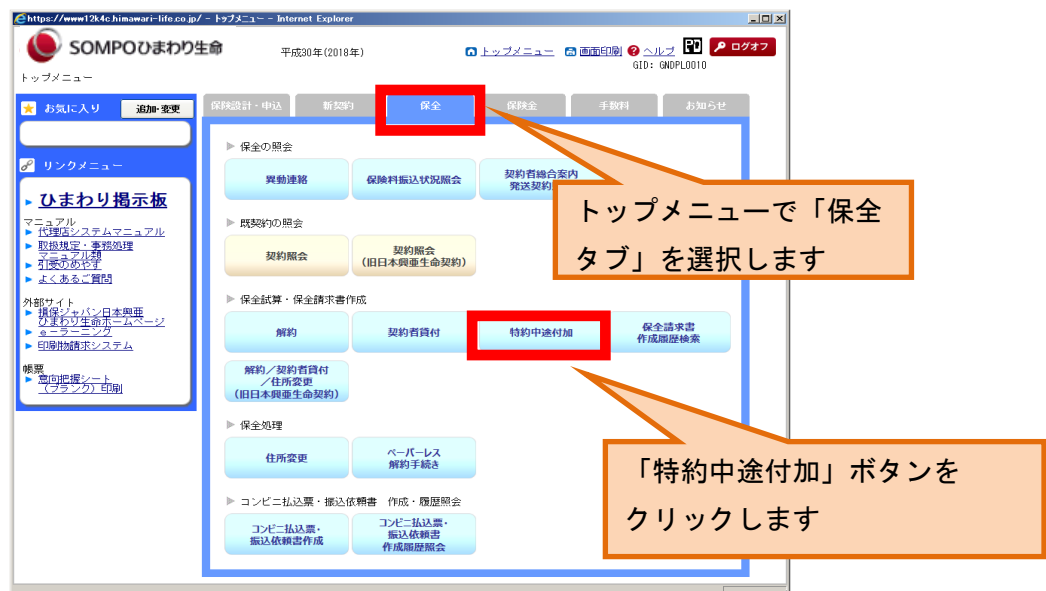 https://www12k4c.himawari-life.co.jp/ - トップメニュー - Internet Explorer
SOMPOひまわり生命
平成30年(2018年)
トップメニュー
画面印刷
ヘルプ
ログオフ
GID: GNDPL0010
トップメニュー
お気に入り
追加・変更
保険設計・申込
新契約
保全
保険金
手数料
お知らせ
リンクメニュー
ひまわり掲示板
マニュアル
代理店システムマニュアル
取扱規定・事務処理
マニュアル類
引受のめやす
よくあるご質問
外部サイト
損保ジャパン日本興亜
ひまわり生命ホームページ
e-ラーニング
印刷物請求システム
帳票
意向把握シート
(ブランク)印刷
保全の照会
異動連絡
保険料振込状況照会
契約者総合案内
発送契約
既契約の照会
契約照会
契約照会
(旧日本興亜生命契約)
保全試算・保全請求書作成
解約
契約者貸付
特約中途付加
保全請求書
作成履歴検索
解約/契約者貸付
/住所変更
(旧日本興亜生命契約)
保全処理
住所変更
ペーパーレス
解約手続き
コンビニ払込票・振込依頼書 作成・履歴照会
コンビニ払込票・
振込依頼書作成
コンビニ払込票・
振込依頼書
作成履歴照会
トップメニューで「保全
タブ」を選択します
「特約中途付加」ボタンを
クリックします